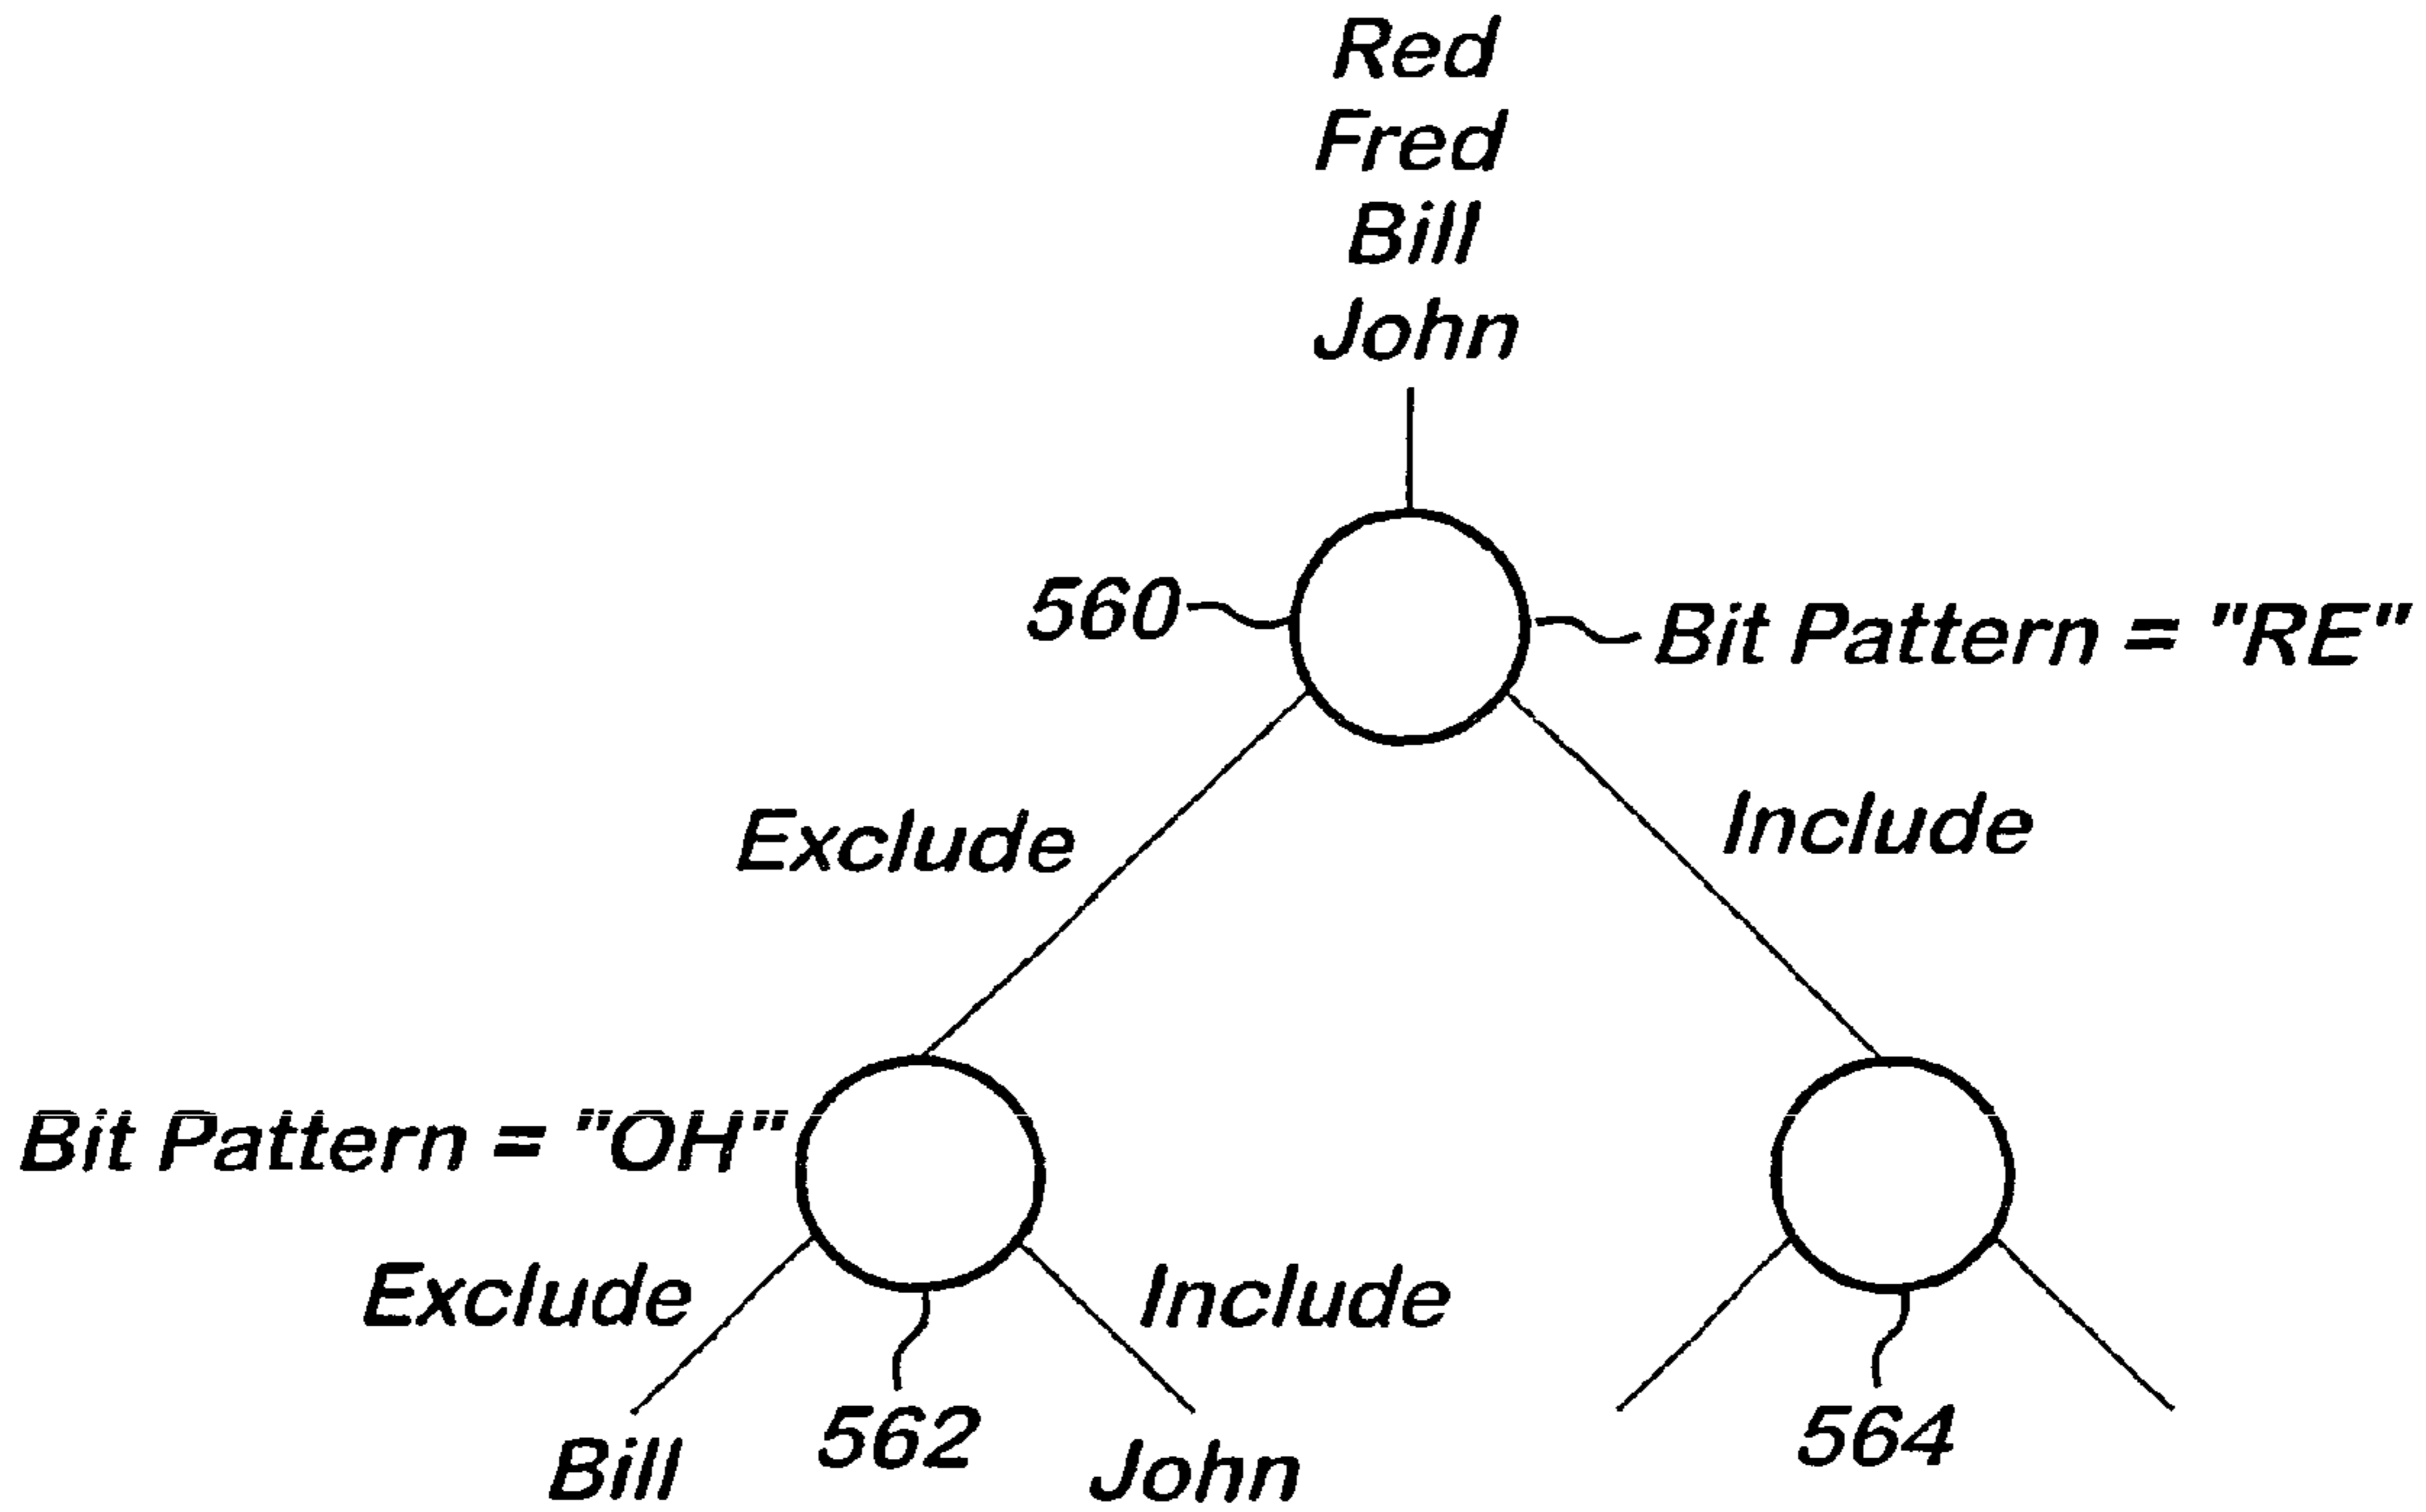 Red
Fred
Bill
John
560
Bit Pattern = "RE"
Exclude
Include
Bit Pattern = "OH"
Exclude
Include
Bill
562
John
564